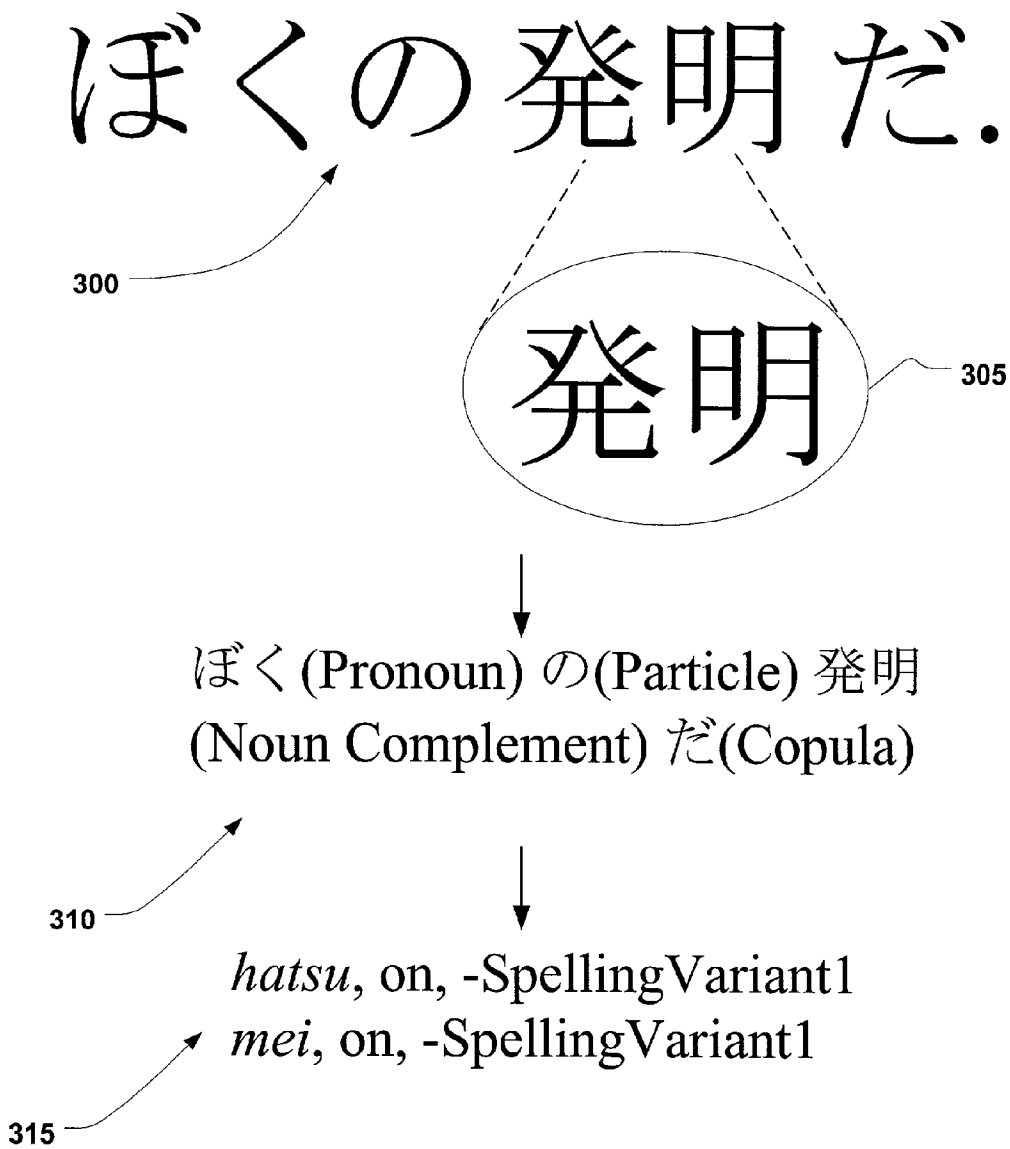 ぼくの発明だ.
300
発明
305
ぼく(Pronoun) の(Particle) 発明
(Noun Complement) だ(Copula)
310
hatsu, on, -SpellingVariant1
mei, on, -SpellingVariant1
315